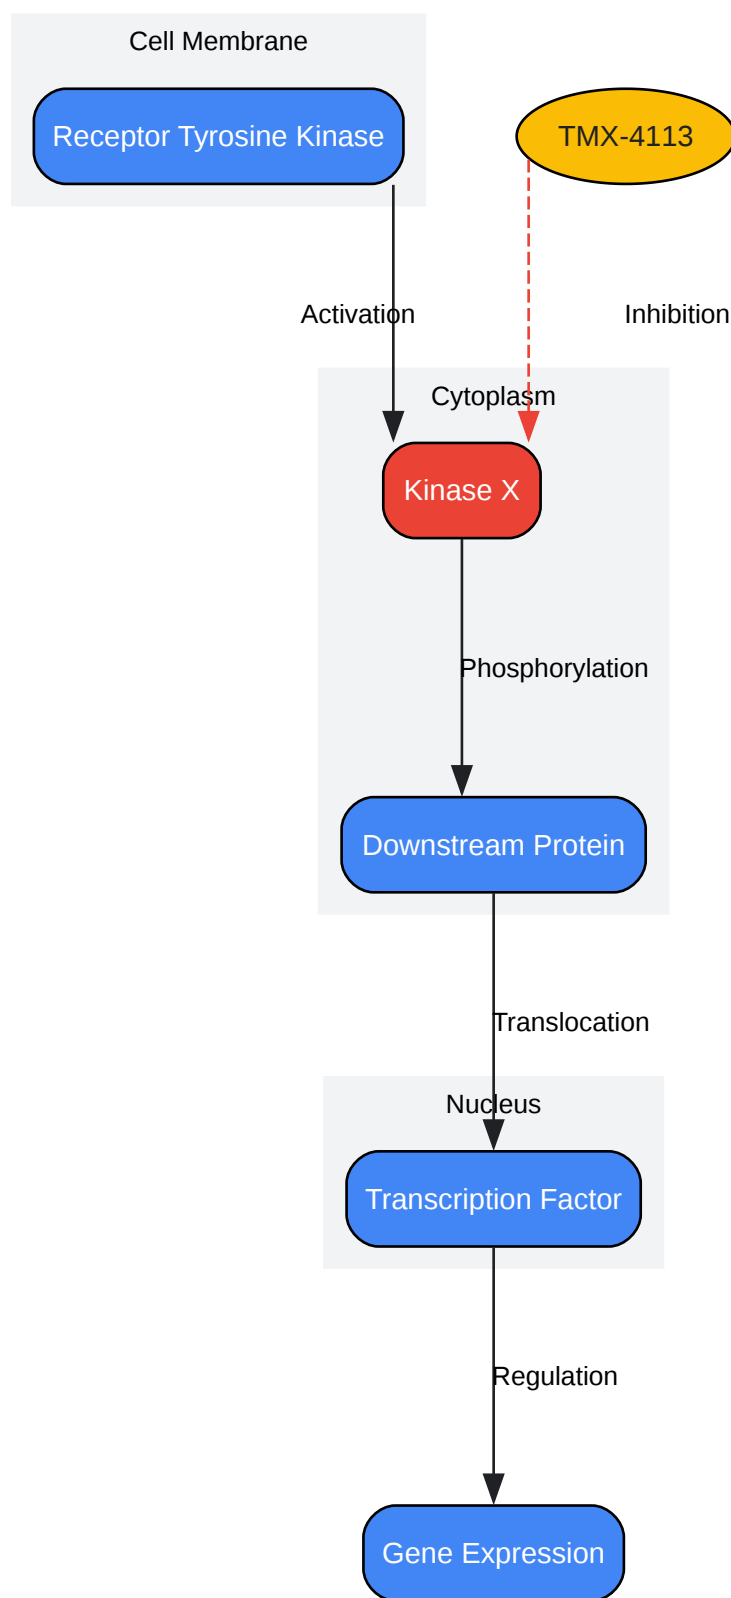 Cell Membrane
Receptor Tyrosine Kinase
TMX-4113
Activation
Inhibition
Cytoplasm
Kinase X
Phosphorylation
Downstream Protein
Translocation
Nucleus
Transcription Factor
Regulation
Gene Expression